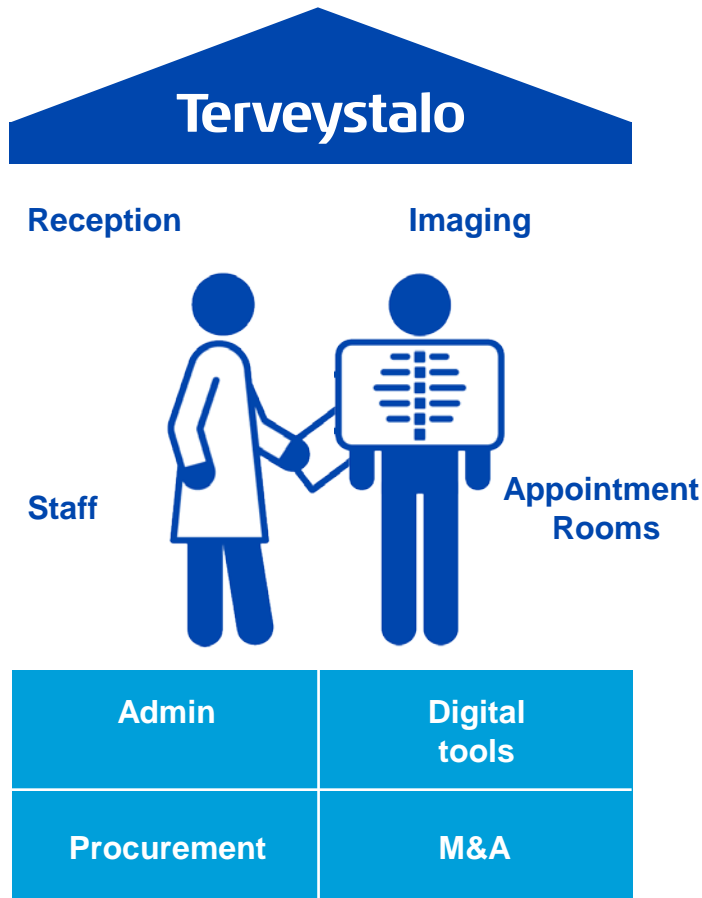 Terveystalo
Reception
Imaging
Staff
Appointment
Rooms
Admin
Digital
tools
Procurement
M&A